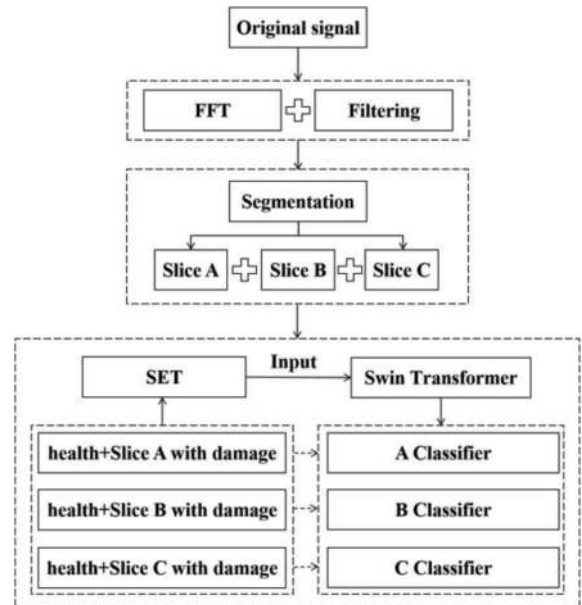 Original signal
FFT
Filtering
Segmentation
Slice A
Slice B
Slice C
Input
SET
Swin Transformer
health+Slice A with damage
A Classifier
health+Slice B with damage
B Classifier
health+Slice C with damage
C Classifier